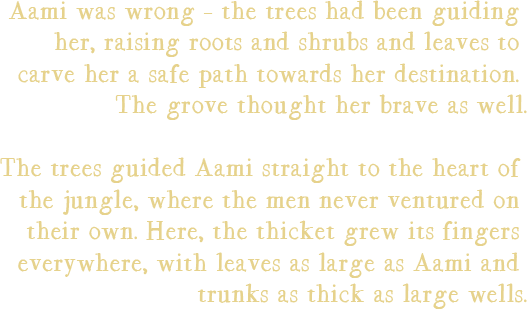 Aami was wrong - the trees had been guiding
her, raising roots and shrubs and leaves to
carve her a safe path towards her destination.
The grove thought her brave as well.

The trees guided Aami straight to the heart of
the jungle, where the men never ventured on
their own. Here, the thicket grew its fingers
everywhere, with leaves as large as Aami and
trunks as thick as large wells.